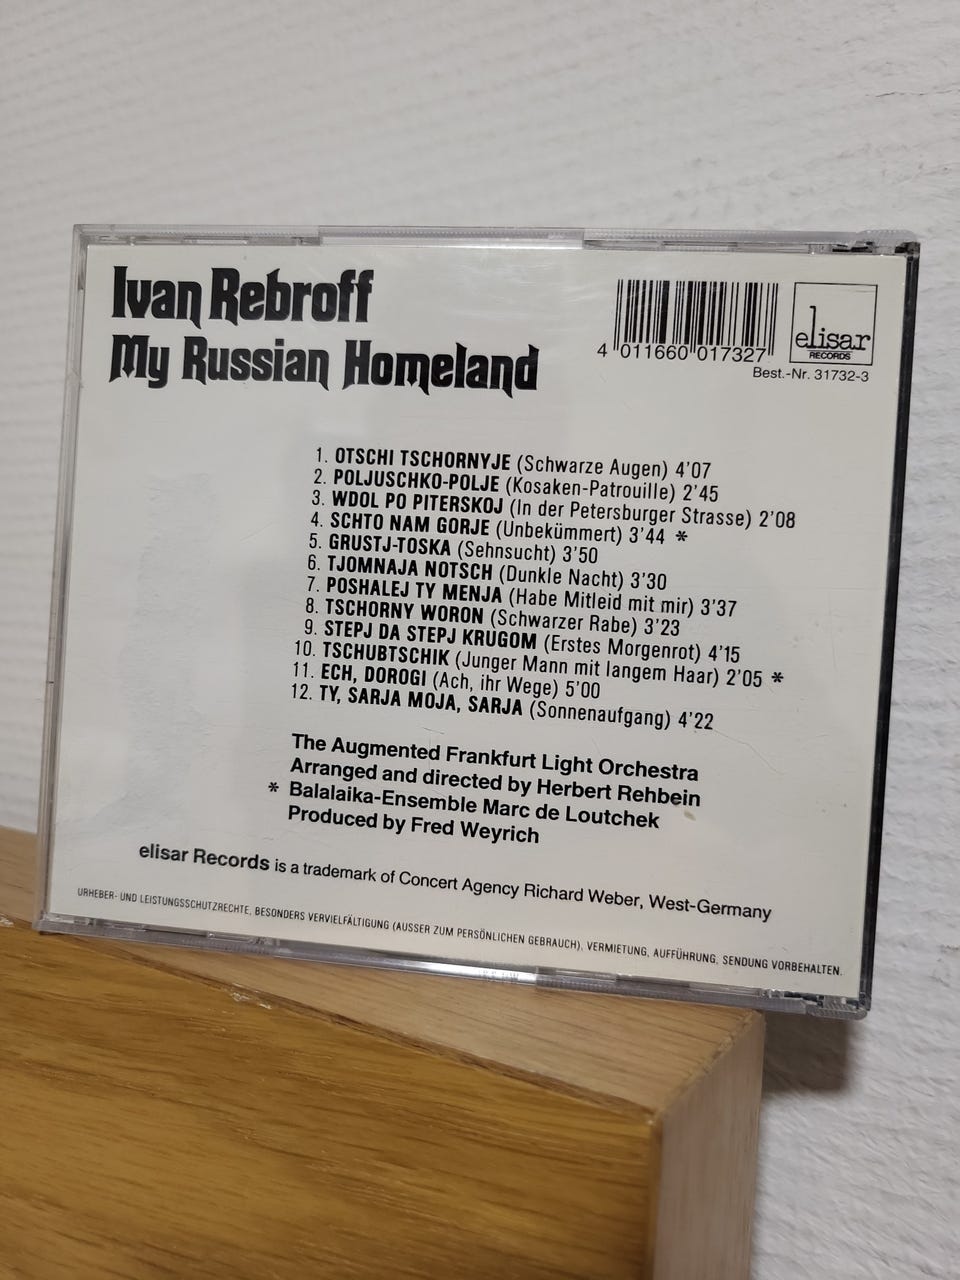 Ivan Rebroff
My Russian Homeland
4 011660 017327
elisar
RECORDS
Best.-Nr. 31732-3
1. OTSCHI TSCHORNYJE (Schwarze Augen) 4'07
2. POLJUSCHKO-POLJE (Kosaken-Patrouille) 2'45
3. WDOL PO PITERSKOJ (In der Petersburger Strasse) 2'08
4. SCHTO NAM GORJE (Unbekümmert) 3'44 *
5. GRUSTJ-TOSKA (Sehnsucht) 3'50
6. TJOMNAJA NOTSCH (Dunkle Nacht) 3'30
7. POSHALEJ TY MENJA (Habe Mitleid mit mir) 3'37
8. TSCHORNY WORON (Schwarzer Rabe) 3'23
9. STEPJ DA STEPJ KRUGOM (Erstes Morgenrot) 4'15
10. TSCHUBTSCHIK (Junger Mann mit langem Haar) 2'05 *
11. ECH, DOROGI (Ach, ihr Wege) 5'00
12. TY, SARJA MOJA, SARJA (Sonnenaufgang) 4'22
The Augmented Frankfurt Light Orchestra
Arranged and directed by Herbert Rehbein
* Balalaika-Ensemble Marc de Loutchek
Produced by Fred Weyrich
elisar Records is a trademark of Concert Agency Richard Weber, West-Germany
URHEBER- UND LEISTUNGSSCHUTZRECHTE, BESONDERS VERVIELFÄLTIGUNG (AUSSER ZUM PERSÖNLICHEN GEBRAUCH), VERMIETUNG, AUFFÜHRUNG, SENDUNG VORBEHALTEN.